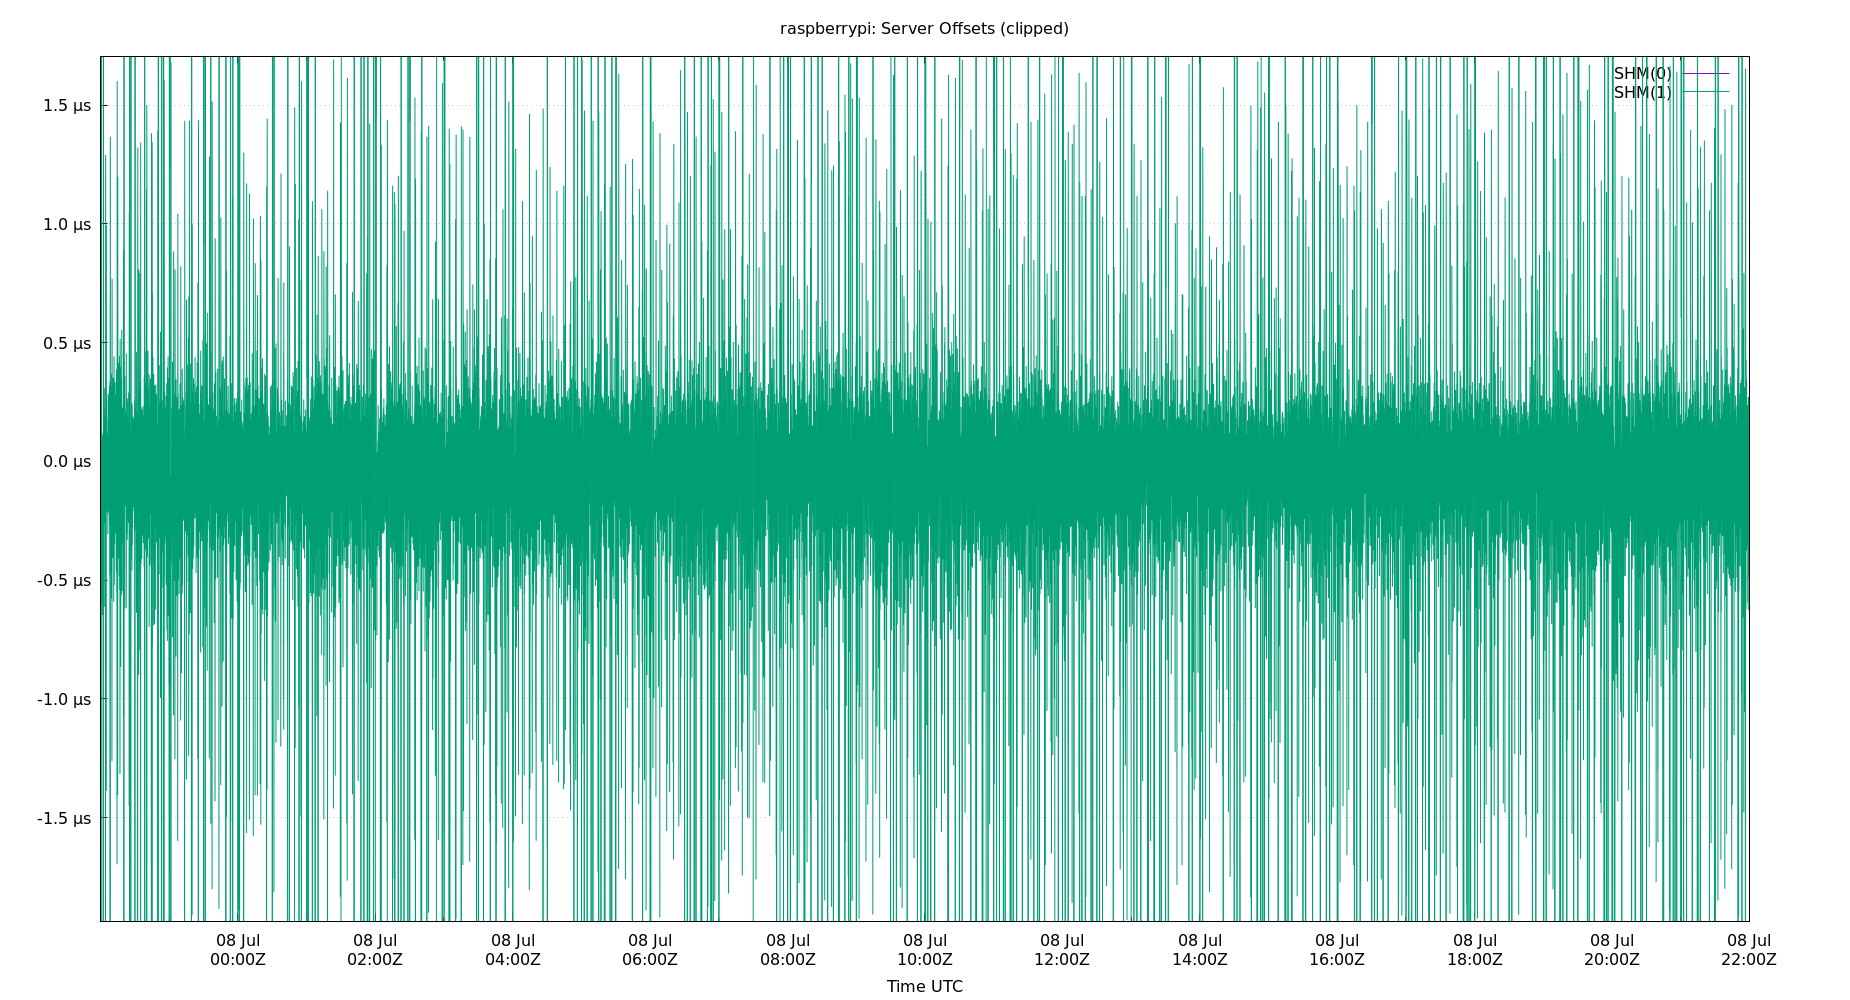 raspberrypi: Server Offsets (clipped)
SHM(0)
SHM(1)
1.5 µs
1.0 µs
0.5 µs
0.0 µs
-0.5 µs
-1.0 µs
-1.5 µs
08 Jul 08 Jul 08 Jul 08 Jul 08 Jul 08 Jul 08 Jul 08 Jul 08 Jul 08 Jul 08 Jul 08 Jul
00:00Z 02:00Z 04:00Z 06:00Z 08:00Z 10:00Z 12:00Z 14:00Z 16:00Z 18:00Z 20:00Z 22:00Z
Time UTC